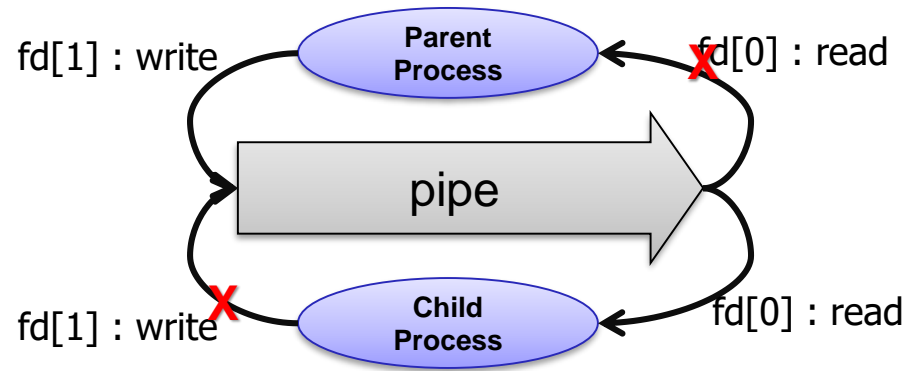 fd[1] : write
Parent
Process
fd[0] : read
X
pipe
X
fd[1] : write
Child
Process
fd[0] : read